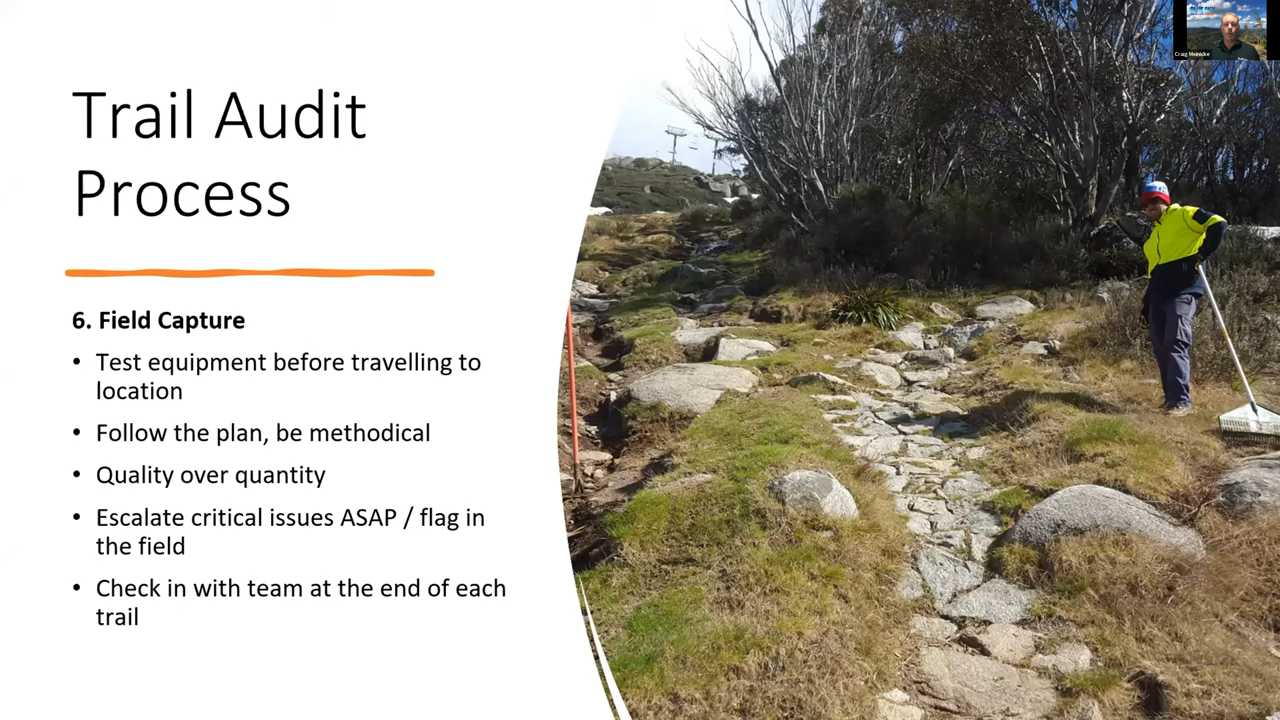 Trail Audit
Process
6. Field Capture
• Test equipment before travelling to
location
• Follow the plan, be methodical
• Quality over quantity
• Escalate critical issues ASAP / flag in
the field
• Check in with team at the end of each
trail
Craig Meinicke